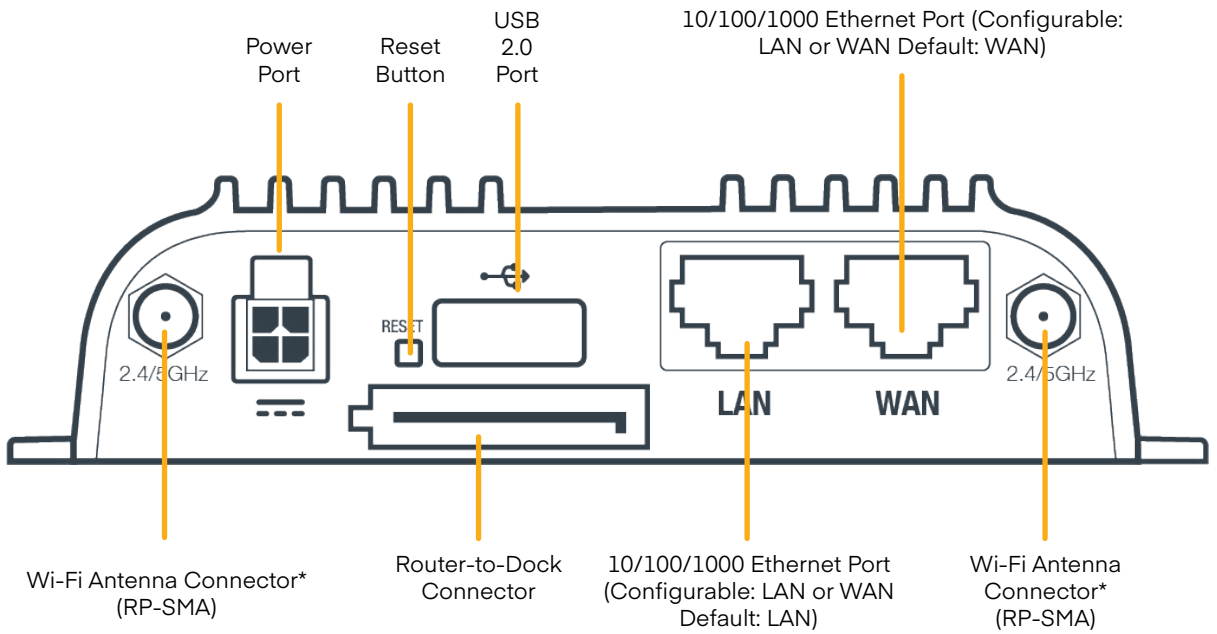 Power
Port
Reset
Button
USB
2.0
Port
10/100/1000 Ethernet Port (Configurable:
LAN or WAN Default: WAN)
RESET
2.4/5GHz
2.4/5GHz
LAN
WAN
Wi-Fi Antenna Connector*
(RP-SMA)
Router-to-Dock
Connector
10/100/1000 Ethernet Port
(Configurable: LAN or WAN
Default: LAN)
Wi-Fi Antenna
Connector*
(RP-SMA)